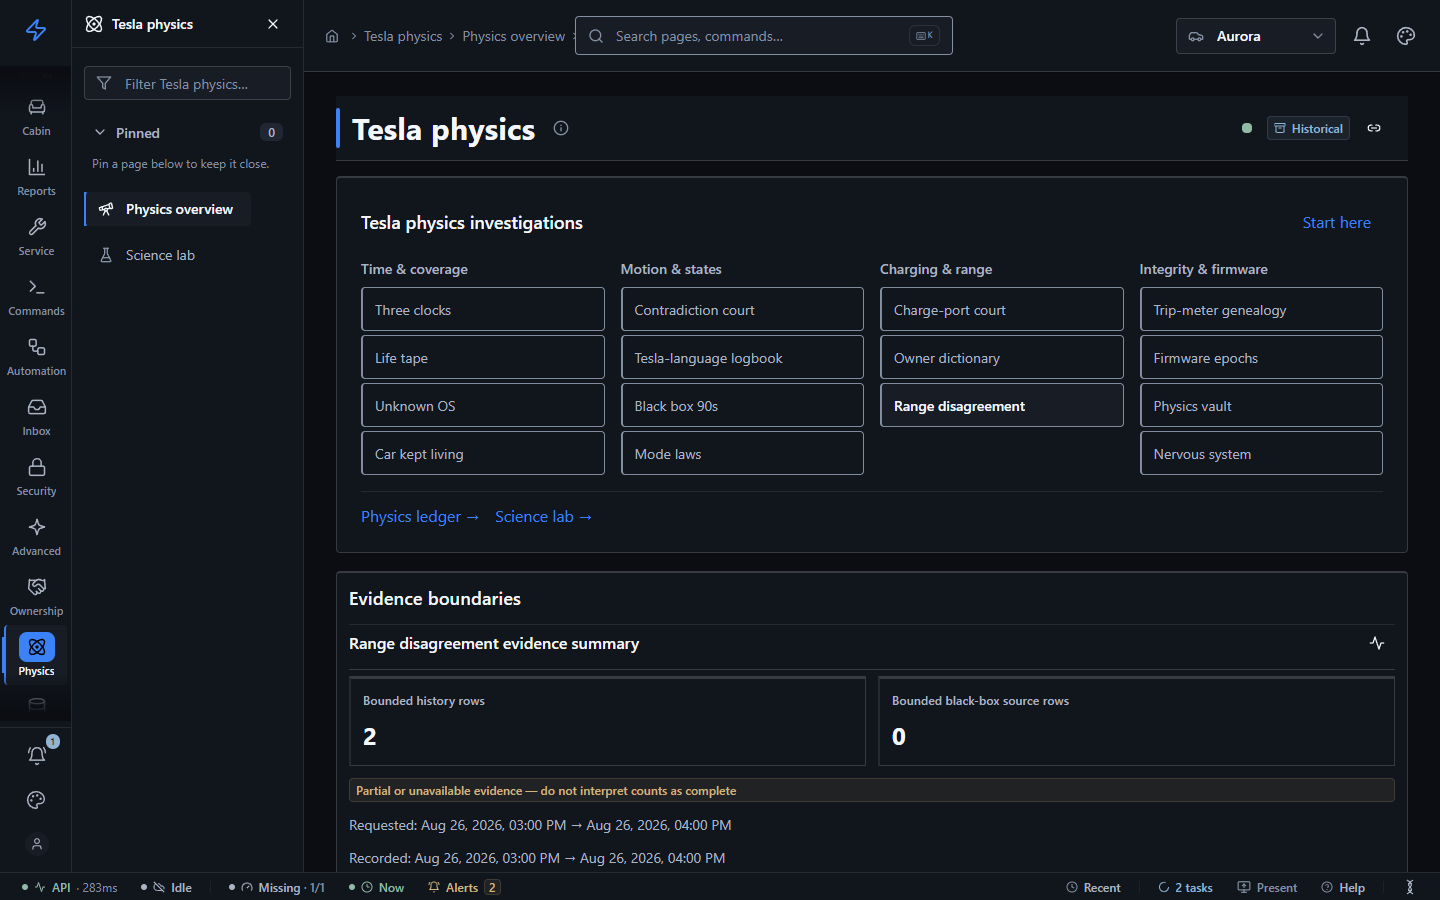 Tesla physics
Tesla physics
Physics overview
Search pages, commands...
K
Aurora
Filter Tesla physics...
Pinned
0
Pin a page below to keep it close.
Physics overview
Science lab
Cabin
Reports
Service
Commands
Automation
Inbox
Security
Advanced
Ownership
Physics
1
Tesla physics
Historical
Tesla physics investigations
Start here
Time & coverage
Three clocks
Life tape
Unknown OS
Car kept living
Motion & states
Contradiction court
Tesla-language logbook
Black box 90s
Mode laws
Charging & range
Charge-port court
Owner dictionary
Range disagreement
Integrity & firmware
Trip-meter genealogy
Firmware epochs
Physics vault
Nervous system
Physics ledger →
Science lab →
Evidence boundaries
Range disagreement evidence summary
Bounded history rows
2
Bounded black-box source rows
0
Partial or unavailable evidence — do not interpret counts as complete
Requested: Aug 26, 2026, 03:00 PM → Aug 26, 2026, 04:00 PM
Recorded: Aug 26, 2026, 03:00 PM → Aug 26, 2026, 04:00 PM
API · 283ms
Idle
Missing · 1/1
Now
Alerts 2
Recent
2 tasks
Present
Help